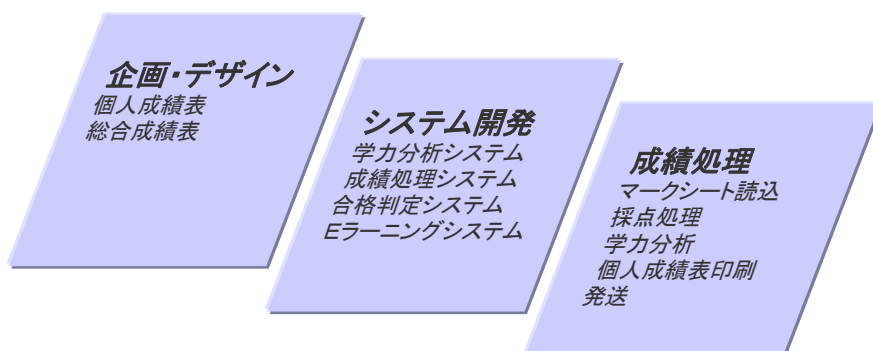 企画・デザイン
個人成績表
総合成績表
システム開発
学力分析システム
成績処理システム
合格判定システム
Eラーニングシステム
成績処理
マークシート読込
採点処理
学力分析
個人成績表印刷
発送